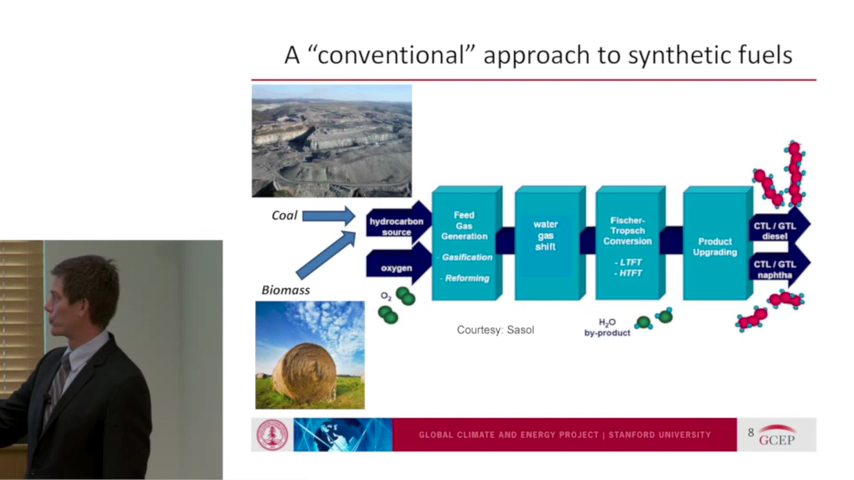 A “conventional” approach to synthetic fuels
Coal
Biomass
hydrocarbon
source
oxygen
O2
Feed
Gas
Generation
- Gasification
- Reforming
water
gas
shift
Fischer-
Tropsch
Conversion
- LTFT
- HTFT
Product
Upgrading
CTL / GTL
diesel
CTL / GTL
naphtha
Courtesy: Sasol
H2O
by-product
GLOBAL CLIMATE AND ENERGY PROJECT | STANFORD UNIVERSITY
8
GCEP